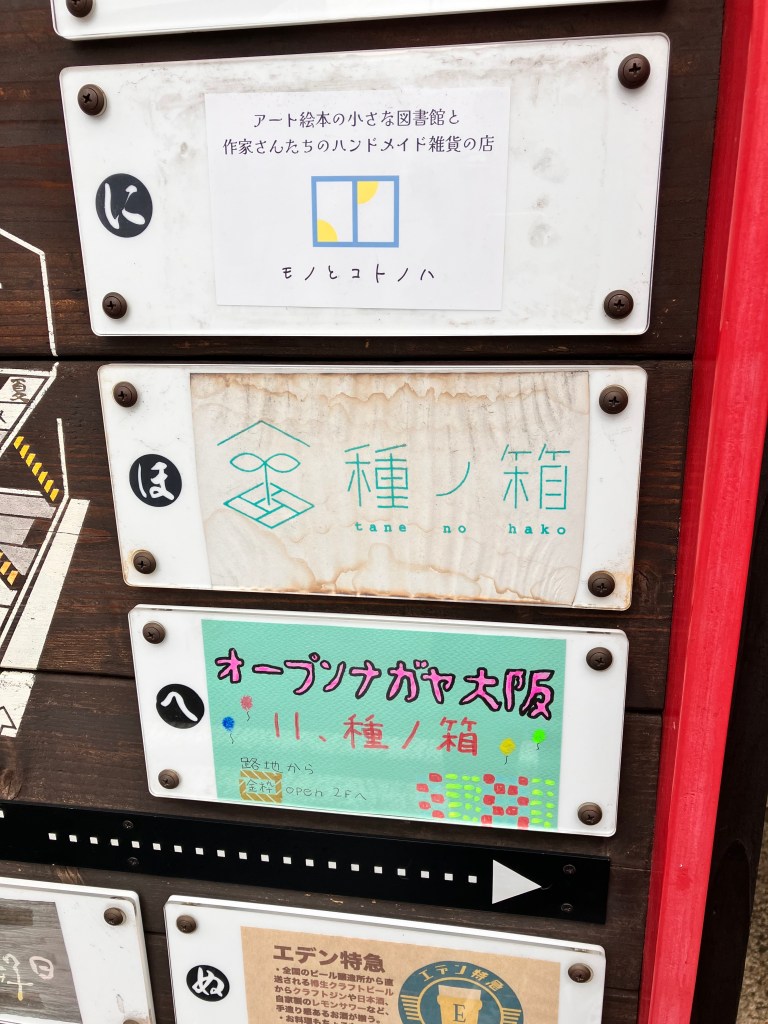 アート絵本の小さな図書館と
作家さんたちのハンドメイド雑貨の店
に
モノとコトノハ
夏
ほ
種ノ箱
tane no hako
へ
オープンナガヤ大阪
11、種ノ箱
路地から
金枠 open 2Fへ
ぬ
エデン特急
・全国のビール醸造所から直
送される樽生クラフトビール
からクラフトジンや日本酒、
自家製のレモンサワーなど、
手造り感あるお酒が揃う。
エデン特急
E